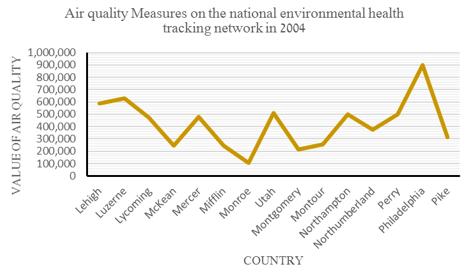 Air quality Measures on the national environmental health
tracking network in 2004
VALUE OF AIR QUALITY
1,000,000
900,000
800,000
700,000
600,000
500,000
400,000
300,000
200,000
100,000
0
Lehigh
Luzerne
Lycoming
McKean
Mercer
Mifflin
Monroe
Utah
Montgomery
Montour
Northampton
Northumberland
Perry
Philadelphia
Pike
COUNTRY